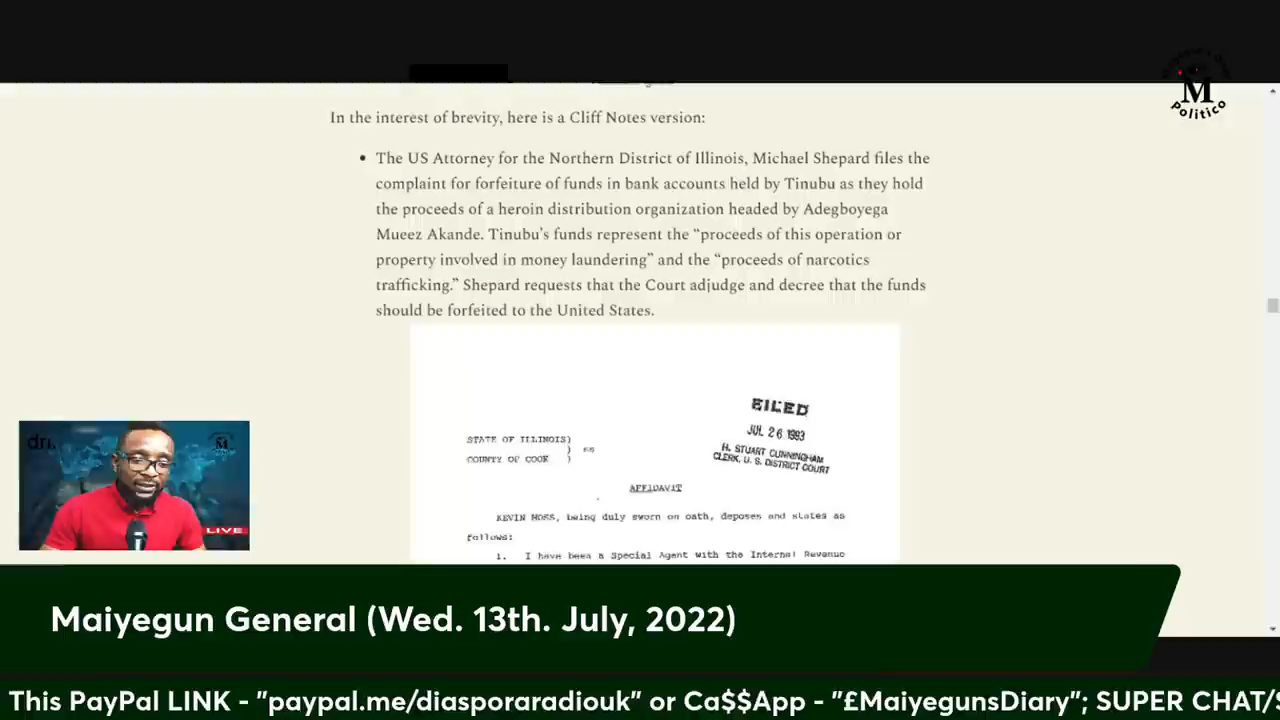 In the interest of brevity, here is a Cliff Notes version:
• The US Attorney for the Northern District of Illinois, Michael Shepard files the
complaint for forfeiture of funds in bank accounts held by Tinubu as they hold
the proceeds of a heroin distribution organization headed by Adegboyega
Mueez Akande. Tinubu’s funds represent the “proceeds of this operation or
property involved in money laundering” and the “proceeds of narcotics
trafficking.” Shepard requests that the Court adjudge and decree that the funds
should be forfeited to the United States.
M
Politico
FILED
JUL 26 1993
H. STUART CUNNINGHAM
CLERK, U. S. DISTRICT COURT
STATE OF ILLINOIS)
) ss
COUNTY OF COOK )
AFFIDAVIT
KEVIN MOSS, being duly sworn on oath, deposes and states as
follows:
1. I have been a Special Agent with the Internal Revenue
M
LIVE
Maiyegun General (Wed. 13th. July, 2022)
This PayPal LINK - "paypal.me/diasporaradiouk" or Ca$$App - "£MaiyegunsDiary"; SUPER CHAT/